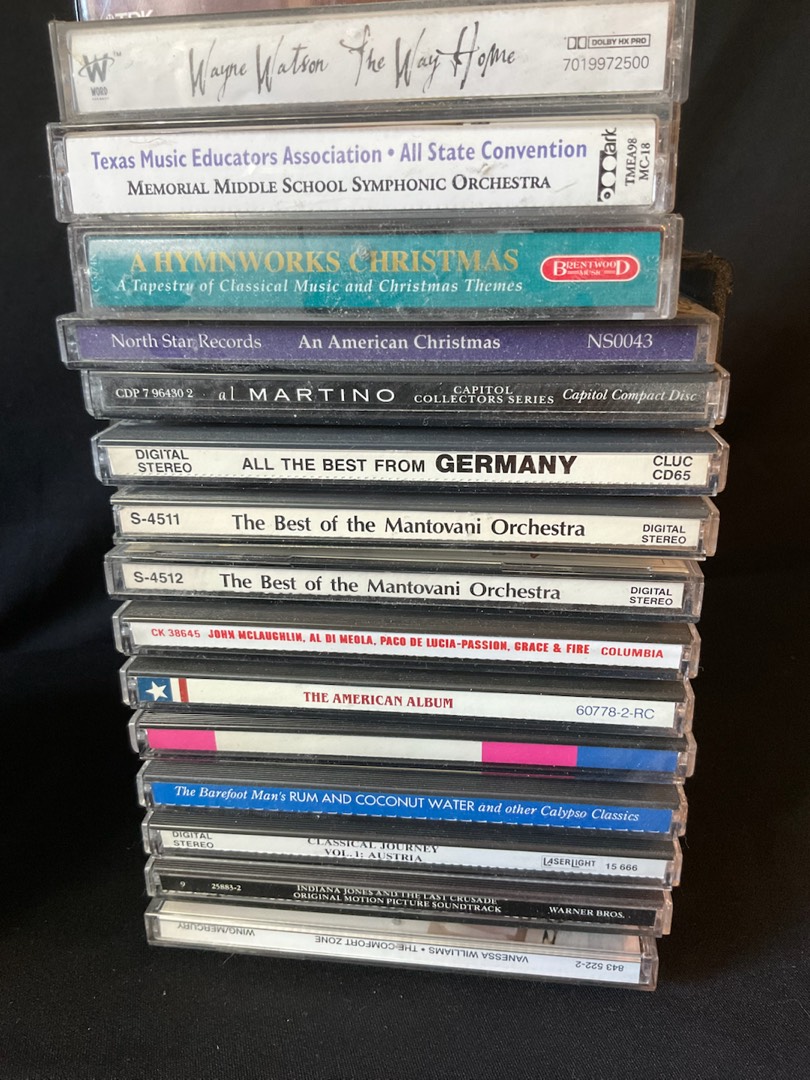 TDK
WORD
Wayne Watson The Way Home
DOLBY HX PRO
7019972500
Texas Music Educators Association • All State Convention
MEMORIAL MIDDLE SCHOOL SYMPHONIC ORCHESTRA
mark
TMEA98
MC-18
A HYMNWORKS CHRISTMAS
A Tapestry of Classical Music and Christmas Themes
BRENTWOOD
MUSIC
North Star Records An American Christmas NS0043
CDP 7 96430 2 al MARTINO CAPITOL
COLLECTORS SERIES Capitol Compact Disc
DIGITAL
STEREO
ALL THE BEST FROM GERMANY
CLUC
CD65
S-4511 The Best of the Mantovani Orchestra DIGITAL
STEREO
S-4512 The Best of the Mantovani Orchestra DIGITAL
STEREO
CK 38645 JOHN MCLAUGHLIN, AL DI MEOLA, PACO DE LUCIA-PASSION, GRACE & FIRE COLUMBIA
THE AMERICAN ALBUM 60778-2-RC
The Barefoot Man's RUM AND COCONUT WATER and other Calypso Classics
DIGITAL
STEREO
CLASSICAL JOURNEY
VOL. 1: AUSTRIA
LASERLIGHT 15 666
9 25883-2 INDIANA JONES AND THE LAST CRUSADE
ORIGINAL MOTION PICTURE SOUNDTRACK WARNER BROS.
843 522-2 VANESSA WILLIAMS • THE COMFORT ZONE WING/MERCURY